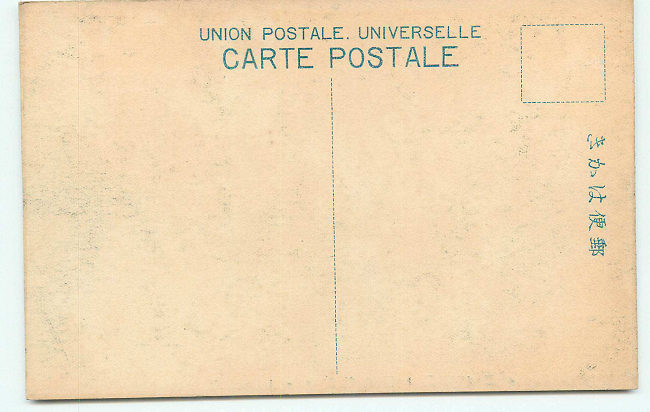 UNION POSTALE. UNIVERSELLE
CARTE POSTALE
郵便はかき